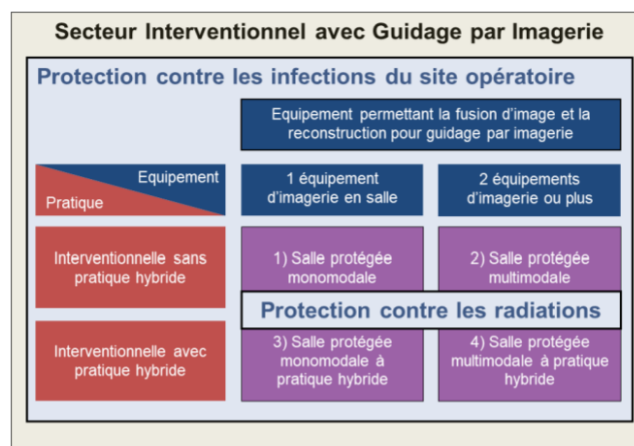 Secteur Interventionnel avec Guidage par Imagerie
Protection contre les infections du site opératoire
Equipement permettant la fusion d'image et la
reconstruction pour guidage par imagerie
Equipement
Pratique
1 équipement
d'imagerie en salle
2 équipements
d'imagerie ou plus
Interventionnelle sans
pratique hybride
1) Salle protégée
monomodale
2) Salle protégée
multimodale
Protection contre les radiations
Interventionnelle avec
pratique hybride
3) Salle protégée
monomodale à
pratique hybride
4) Salle protégée
multimodale à pratique
hybride